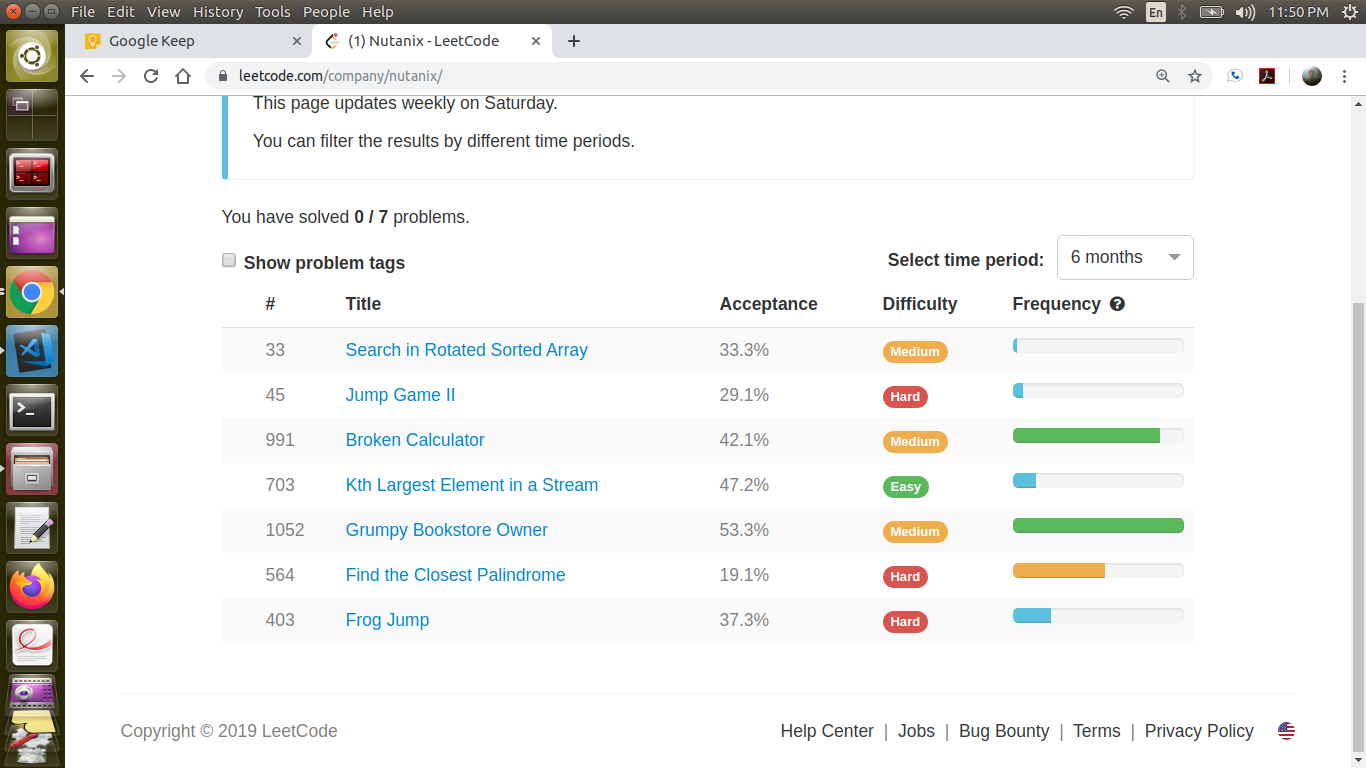 File Edit View History Tools People Help
En 11:50 PM
Google Keep
(1) Nutanix - LeetCode
leetcode.com/company/nutanix/
This page updates weekly on Saturday.
You can filter the results by different time periods.
You have solved 0 / 7 problems.
Show problem tags
Select time period: 6 months
# Title Acceptance Difficulty Frequency
33 Search in Rotated Sorted Array 33.3% Medium
45 Jump Game II 29.1% Hard
991 Broken Calculator 42.1% Medium
703 Kth Largest Element in a Stream 47.2% Easy
1052 Grumpy Bookstore Owner 53.3% Medium
564 Find the Closest Palindrome 19.1% Hard
403 Frog Jump 37.3% Hard
Copyright © 2019 LeetCode
Help Center | Jobs | Bug Bounty | Terms | Privacy Policy